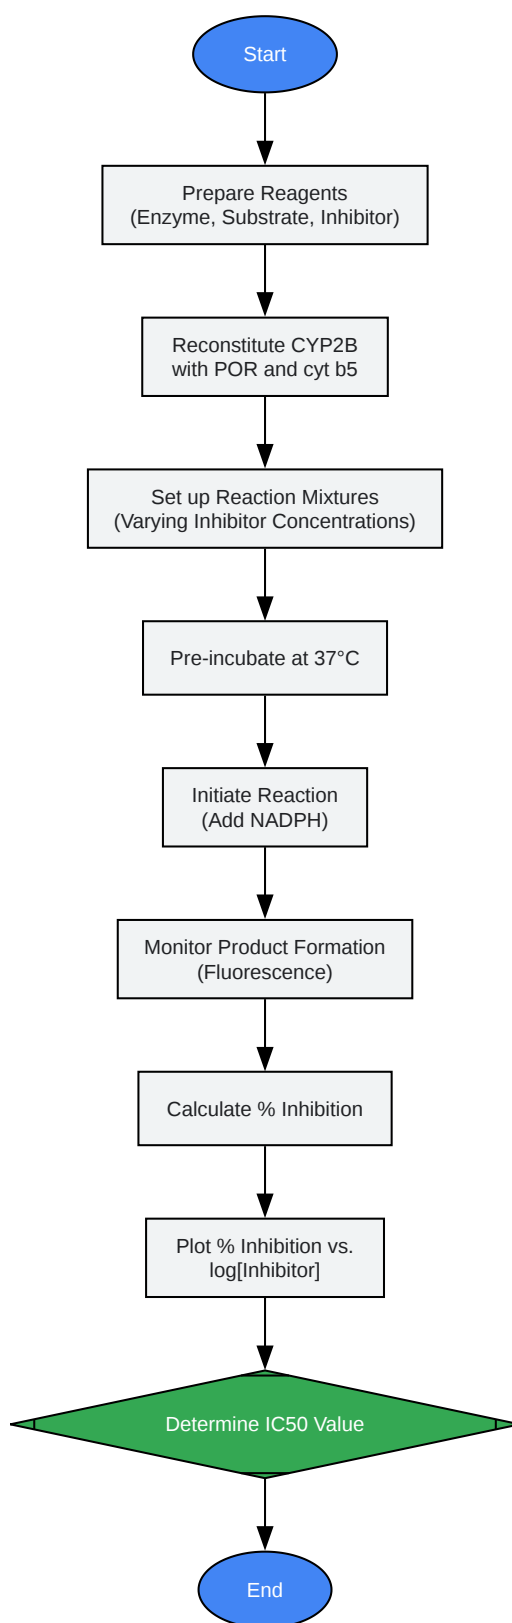 Start
Prepare Reagents
(Enzyme, Substrate, Inhibitor)
Reconstitute CYP2B
with POR and cyt b5
Set up Reaction Mixtures
(Varying Inhibitor Concentrations)
Pre-incubate at 37°C
Initiate Reaction
(Add NADPH)
Monitor Product Formation
(Fluorescence)
Calculate % Inhibition
Plot % Inhibition vs.
log[Inhibitor]
Determine IC50 Value
End